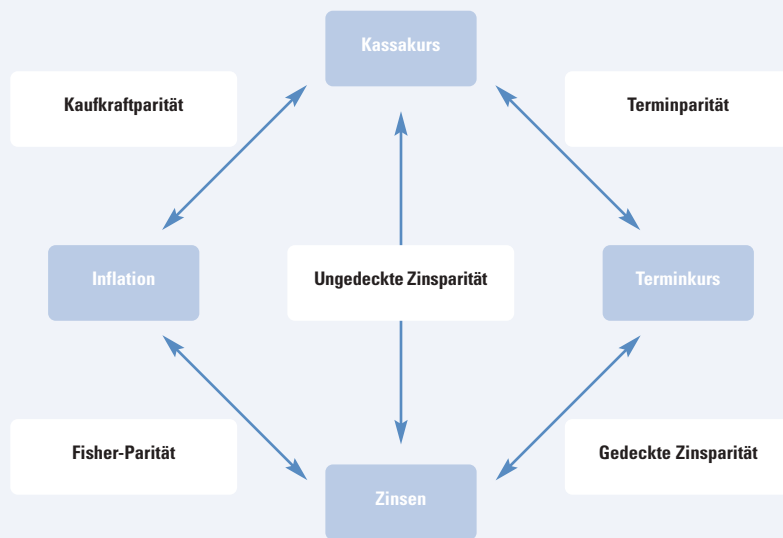 Kassakurs
Kaufkraftparität
Terminparität
Inflation
Ungedeckte Zinsparität
Terminkurs
Fisher-Parität
Gedeckte Zinsparität
Zinsen